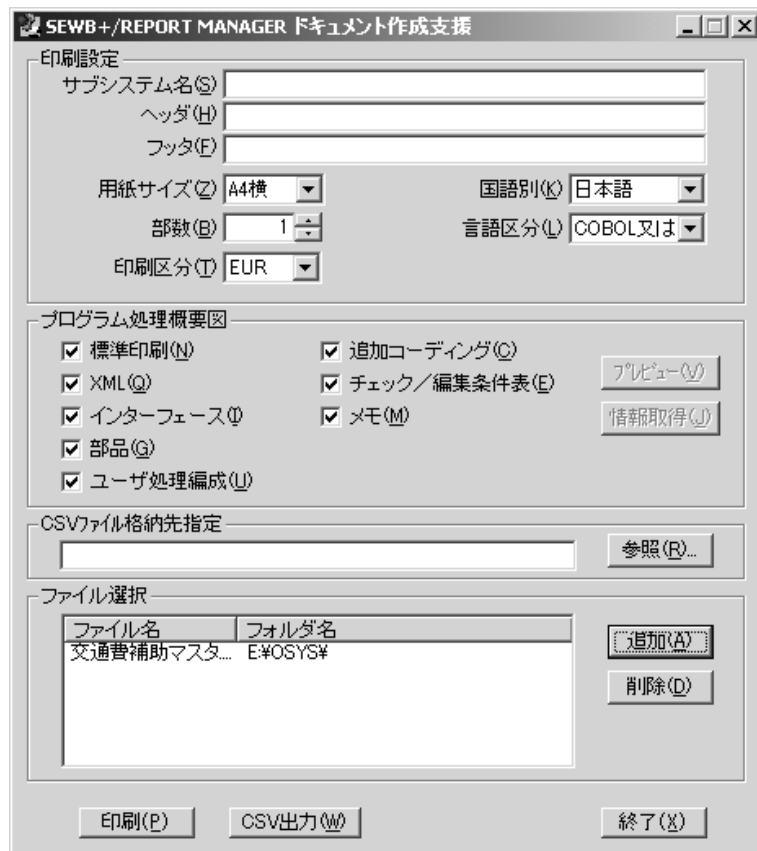 SEWB+/REPORT MANAGER ドキュメント作成支援
印刷設定
サブシステム名(S)
ヘッダ(H)
フッタ(F)
用紙サイズ(Z) A4横 国語別(K) 日本語
部数(B) 1 言語区分(L) COBOL又は
印刷区分(T) EUR
プログラム処理概要図
標準印刷(N) 追加コーディング(C)
XML(Q) チェック／編集条件表(E) プレビュー(V)
インターフェース(I) メモ(M) 情報取得(J)
部品(G)
ユーザ処理編成(U)
CSVファイル格納先指定
参照(R)...
ファイル選択
ファイル名 フォルダ名
交通費補助マスタ... E:¥OSYS¥
追加(A)
削除(D)
印刷(P) CSV出力(W) 終了(X)